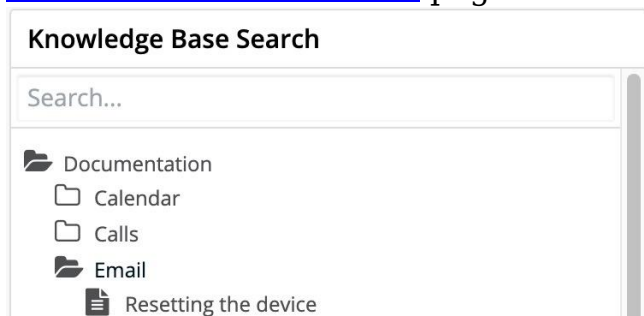 Knowledge Base Search
Search...
Documentation
Calendar
Calls
Email
Resetting the device